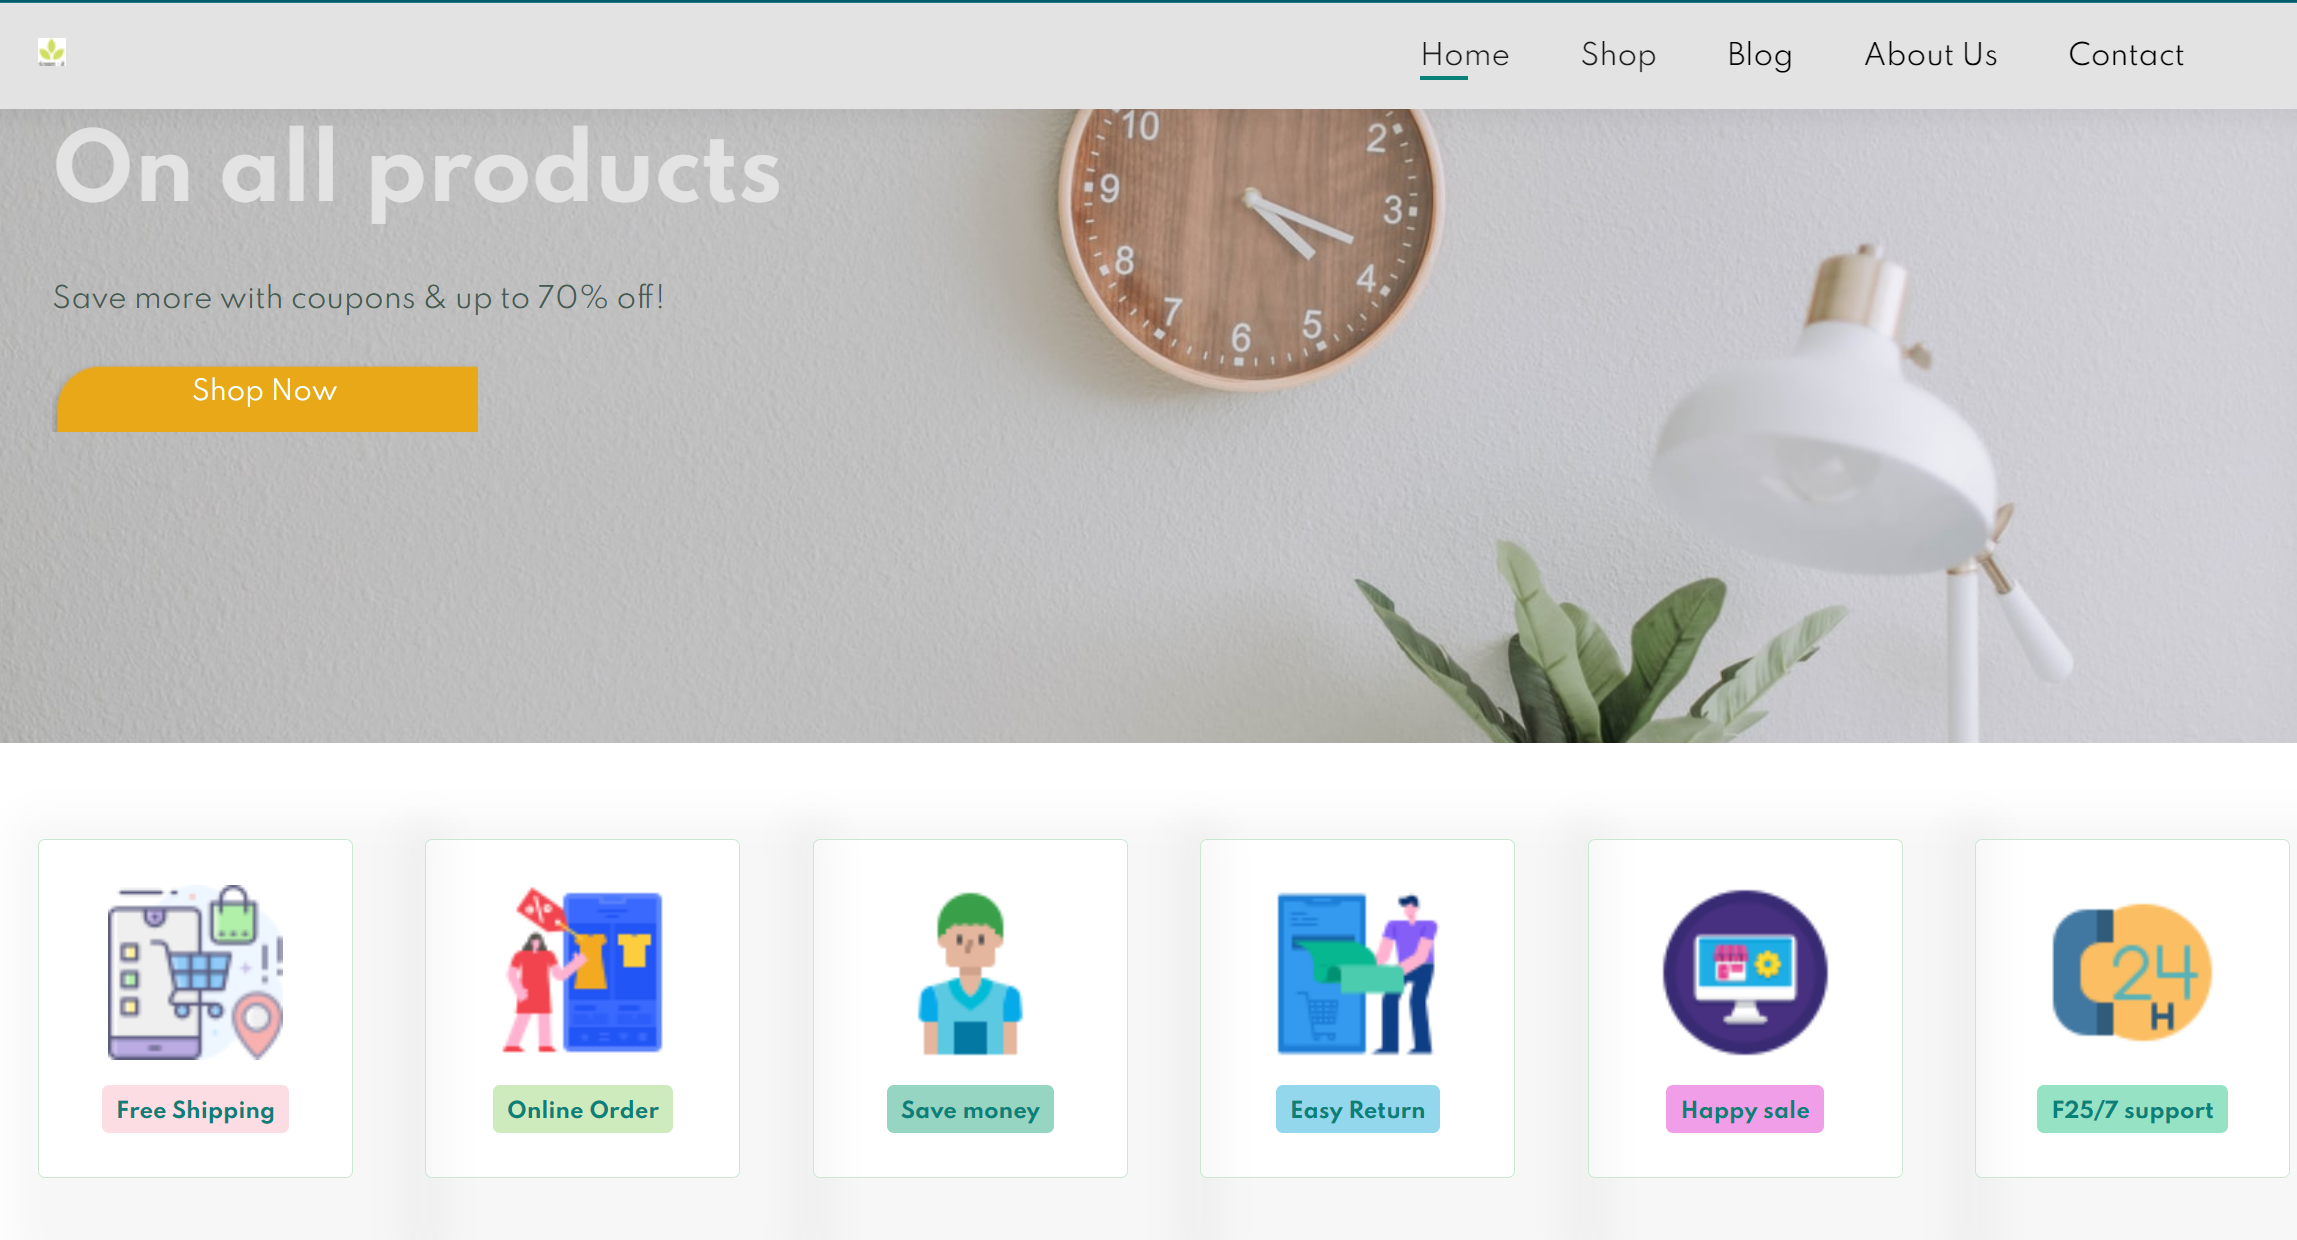 Home Shop Blog About Us Contact
On all products
10 2
9 3
8 4
7 6 5
Save more with coupons & up to 70% off!
Shop Now
24
H
Free Shipping Online Order Save money Easy Return Happy sale F25/7 support